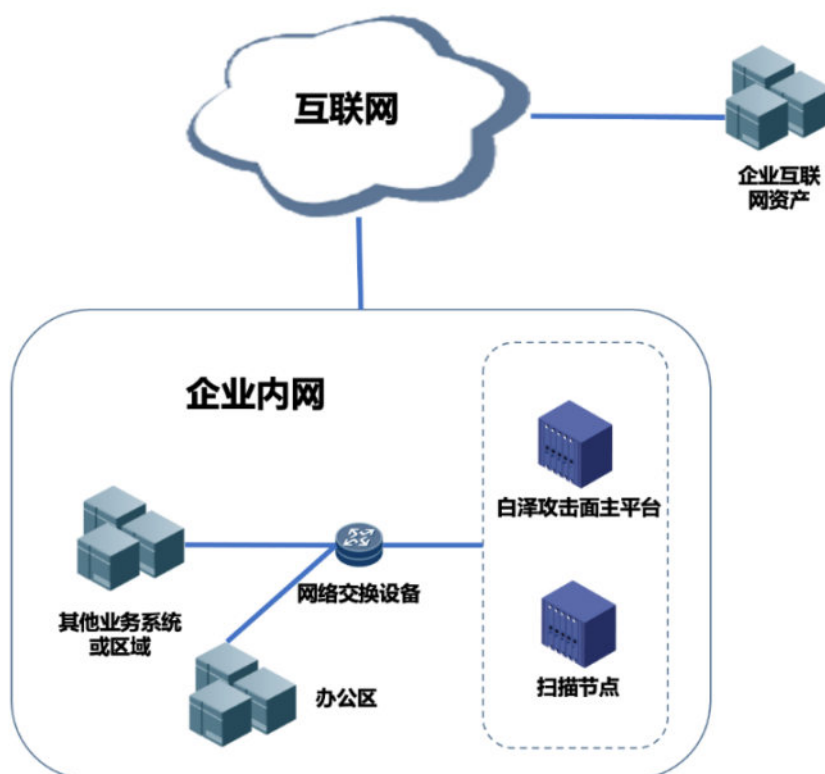 互联网
企业互联
网资产
企业内网
白泽攻击面主平台
网络交换设备
其他业务系统
或区域
扫描节点
办公区